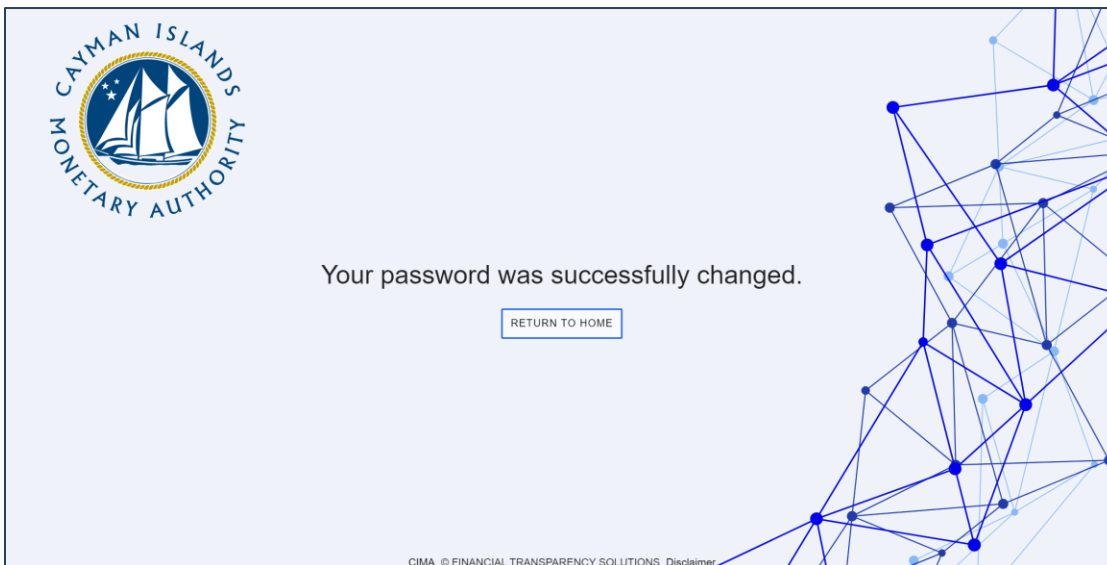 CAYMAN ISLANDS
MONETARY AUTHORITY
Your password was successfully changed.
RETURN TO HOME
CIMA © FINANCIAL TRANSPARENCY SOLUTIONS Disclaimer